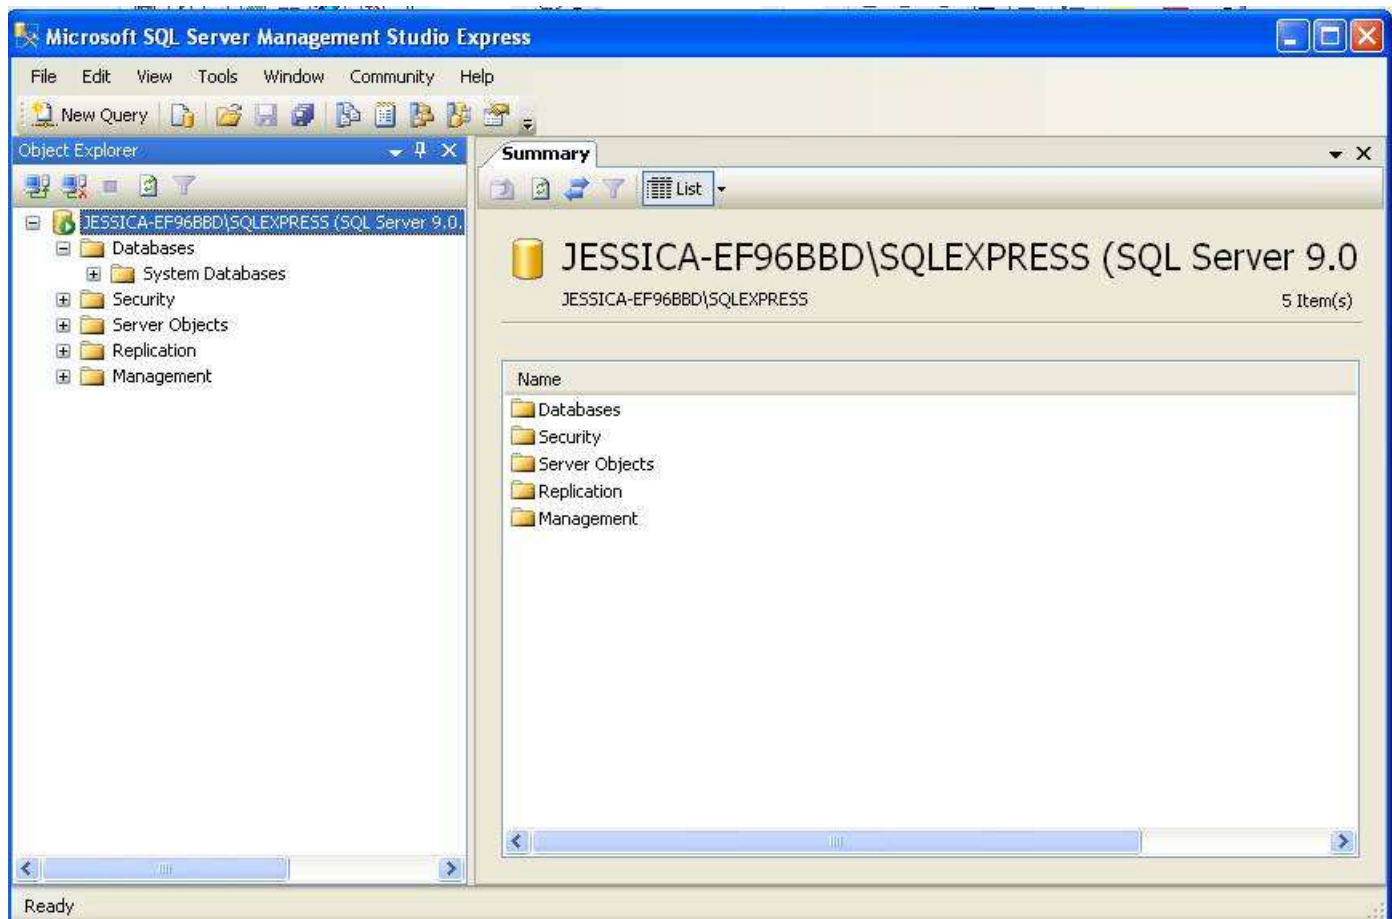 Microsoft SQL Server Management Studio Express
File Edit View Tools Window Community Help
New Query
Object Explorer
JESSICA-EF96BBD\SQLEXPRESS (SQL Server 9.0.
Databases
System Databases
Security
Server Objects
Replication
Management
Summary
List
JESSICA-EF96BBD\SQLEXPRESS (SQL Server 9.0
JESSICA-EF96BBD\SQLEXPRESS 5 Item(s)
Name
Databases
Security
Server Objects
Replication
Management
Ready